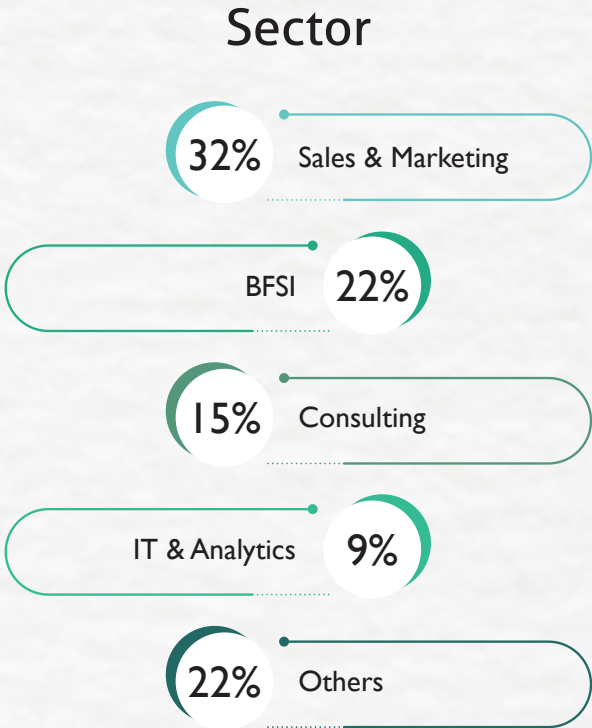 Sector
32% Sales & Marketing
BFSI 22%
15% Consulting
IT & Analytics 9%
22% Others